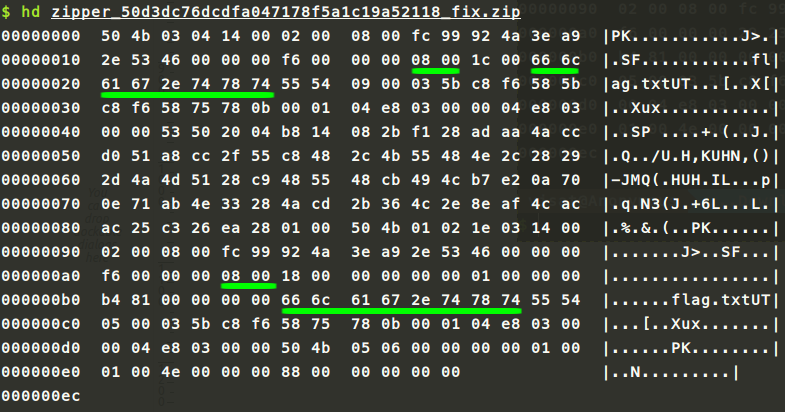 $ hd zipper_50d3dc76dcdfa047178f5a1c19a52118_fix.zip
00000000  50 4b 03 04 14 00 02 00  08 00 fc 99 92 4a 3e a9  |PK...........J>.|
00000010  2e 53 46 00 00 00 f6 00  00 00 08 00 1c 00 66 6c  |.SF...........fl|
00000020  61 67 2e 74 78 74 55 54  09 00 03 5b c8 f6 58 5b  |ag.txtUT...[..X[|
00000030  c8 f6 58 75 78 0b 00 01  04 e8 03 00 00 04 e8 03  |..Xux...........|
00000040  00 00 53 50 20 04 b8 14  08 2b f1 28 ad aa 4a cc  |..SP ....+.(..J.|
00000050  d0 51 a8 cc 2f 55 c8 48  2c 4b 55 48 4e 2c 28 29  |.Q../U.H,KUHN,()|
00000060  2d 4a 4d 51 28 c9 48 55  48 cb 49 4c b7 e2 0a 70  |-JMQ(.HUH.IL...p|
00000070  0e 71 ab 4e 33 28 4a cd  2b 36 4c 2e 8e af 4c ac  |.q.N3(J.+6L...L.|
00000080  ac 25 c3 26 ea 28 01 00  50 4b 01 02 1e 03 14 00  |.%.&.(..PK......|
00000090  02 00 08 00 fc 99 92 4a  3e a9 2e 53 46 00 00 00  |.......J>..SF...|
000000a0  f6 00 00 00 08 00 18 00  00 00 00 00 01 00 00 00  |................|
000000b0  b4 81 00 00 00 00 66 6c  61 67 2e 74 78 74 55 54  |......flag.txtUT|
000000c0  05 00 03 5b c8 f6 58 75  78 0b 00 01 04 e8 03 00  |...[..Xux.......|
000000d0  00 04 e8 03 00 00 50 4b  05 06 00 00 00 00 01 00  |......PK........|
000000e0  01 00 4e 00 00 00 88 00  00 00 00 00              |..N.........|
000000ec